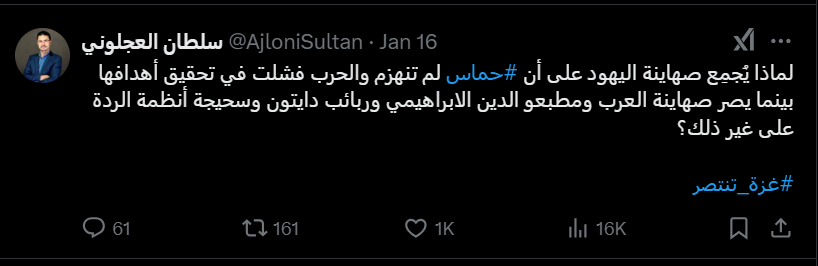 سلطان العجلوني @AjloniSultan · Jan 16
لماذا يُجمِع صهاينة اليهود على أن #حماس لم تنهزم والحرب فشلت في تحقيق أهدافها
بينما يصر صهاينة العرب ومطبعو الدين الابراهيمي وربائب دايتون وسحيجة أنظمة الردة
على غير ذلك؟
#غزة_تنتصر
61 161 1K 16K